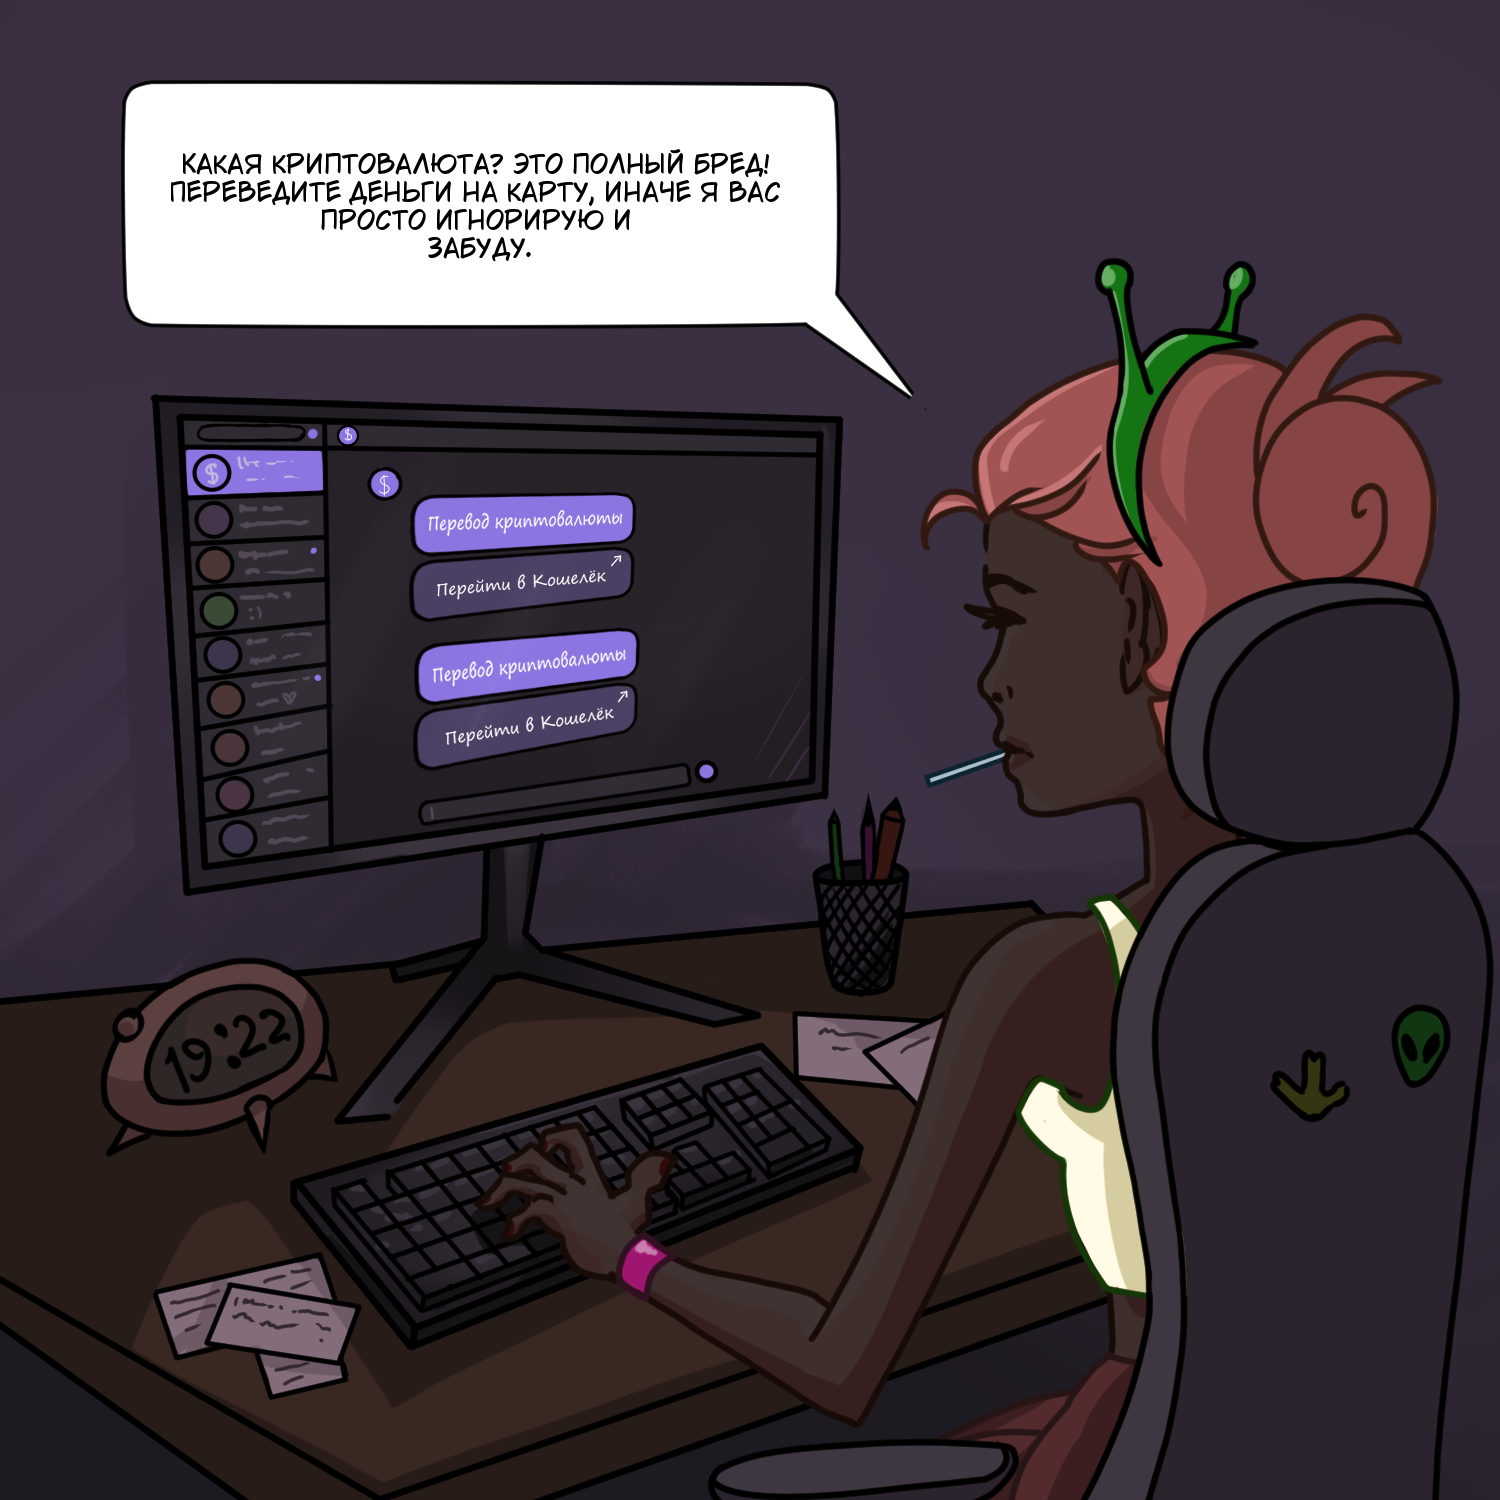 КАКАЯ КРИПТОВАЛЮТА? ЭТО ПОЛНЫЙ БРЕД!
ПЕРЕВЕДИТЕ ДЕНЬГИ НА КАРТУ, ИНАЧЕ Я ВАС
ПРОСТО ИГНОРИРУЮ И
ЗАБУДУ.
$
$
$
Перевод криптовалюты
Перейти в Кошелёк
Перевод криптовалюты
Перейти в Кошелёк
:)
19:22